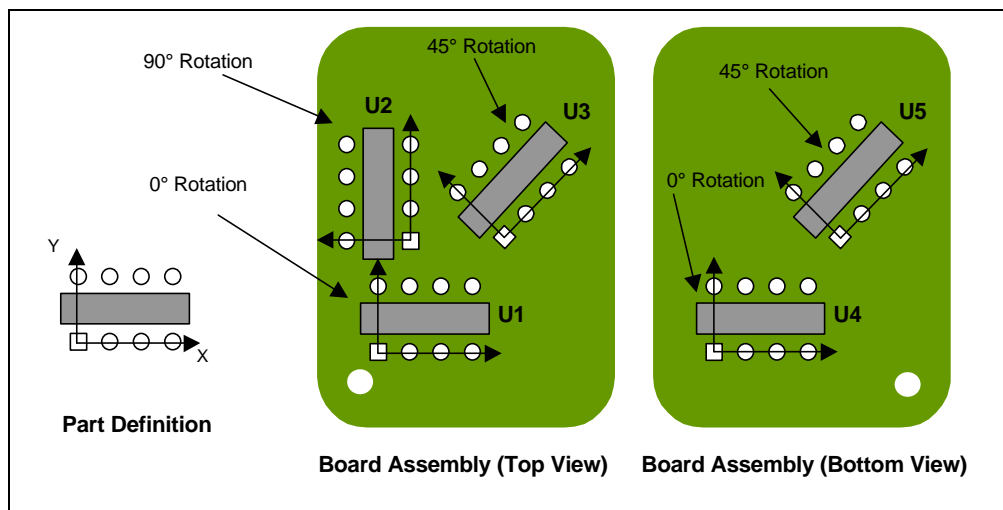 45° Rotation
90° Rotation
45° Rotation
U2
U3
U5
0° Rotation
0° Rotation
Y
X
U1
U4
Part Definition
Board Assembly (Top View)
Board Assembly (Bottom View)